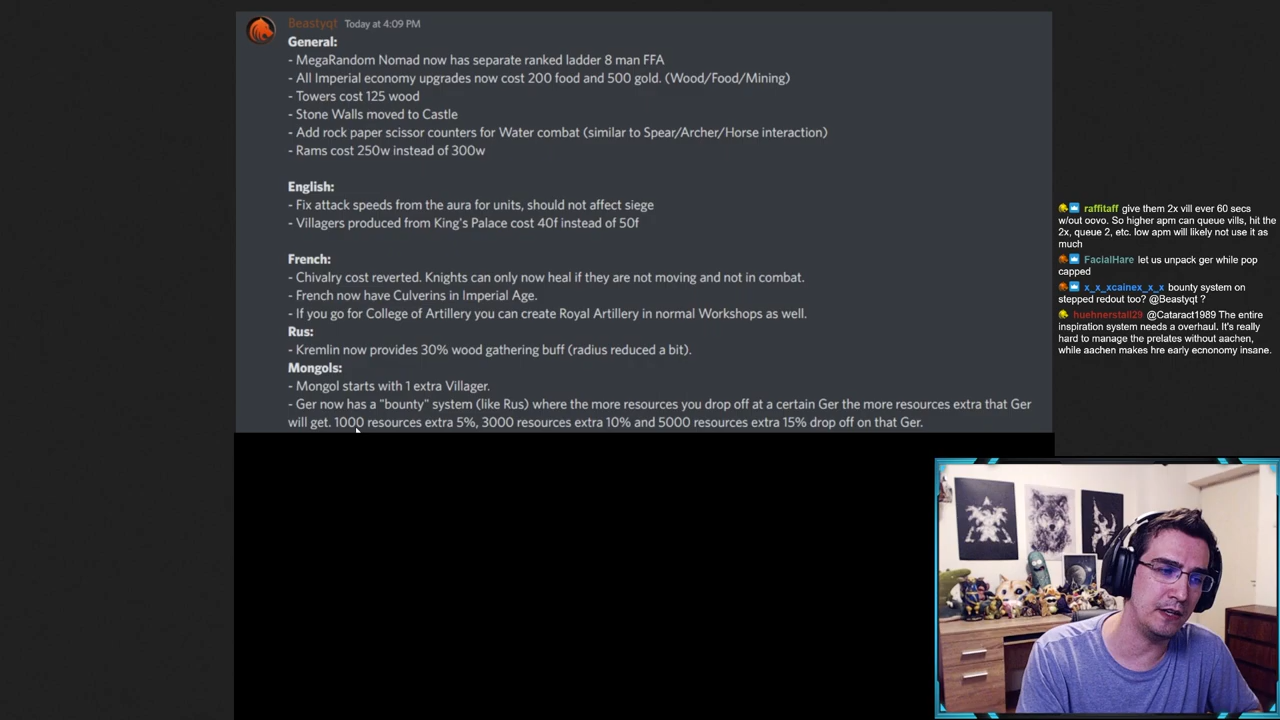 Beastyqt Today at 4:09 PM
General:
- MegaRandom Nomad now has separate ranked ladder 8 man FFA
- All Imperial economy upgrades now cost 200 food and 500 gold. (Wood/Food/Mining)
- Towers cost 125 wood
- Stone Walls moved to Castle
- Add rock paper scissor counters for Water combat (similar to Spear/Archer/Horse interaction)
- Rams cost 250w instead of 300w
English:
- Fix attack speeds from the aura for units, should not affect siege
- Villagers produced from King's Palace cost 40f instead of 50f
French:
- Chivalry cost reverted. Knights can only now heal if they are not moving and not in combat.
- French now have Culverins in Imperial Age.
- If you go for College of Artillery you can create Royal Artillery in normal Workshops as well.
Rus:
- Kremlin now provides 30% wood gathering buff (radius reduced a bit).
Mongols:
- Mongol starts with 1 extra Villager.
- Ger now has a "bounty" system (like Rus) where the more resources you drop off at a certain Ger the more resources extra that Ger
will get. 1000 resources extra 5%, 3000 resources extra 10% and 5000 resources extra 15% drop off on that Ger.
raffitaff give them 2x vill ever 60 secs
w/out oovo. So higher apm can queue vills, hit the
2x, queue 2, etc. low apm will likely not use it as
much
FacialHare let us unpack ger while pop
capped
x_x_xcainex_x_x bounty system on
stepped redout too? @Beastyqt ?
huehnerstall29 @Cataract1989 The entire
inspiration system needs a overhaul. It's really
hard to manage the prelates without aachen,
while aachen makes hre early ecnonomy insane.